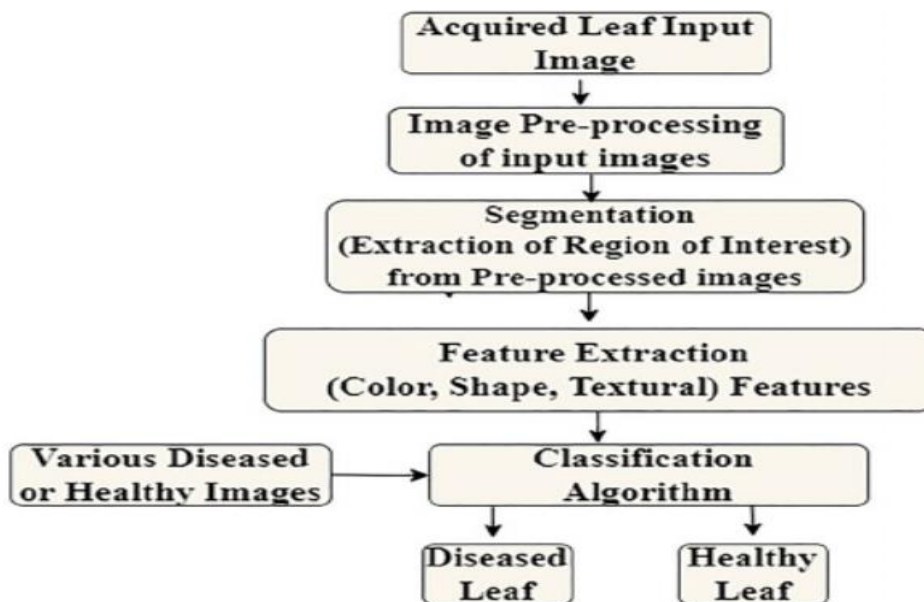 Acquired Leaf Input
Image
Image Pre-processing
of input images
Segmentation
(Extraction of Region of Interest)
from Pre-processed images
Feature Extraction
(Color, Shape, Textural) Features
Various Diseased
or Healthy Images
Classification
Algorithm
Diseased
Leaf
Healthy
Leaf